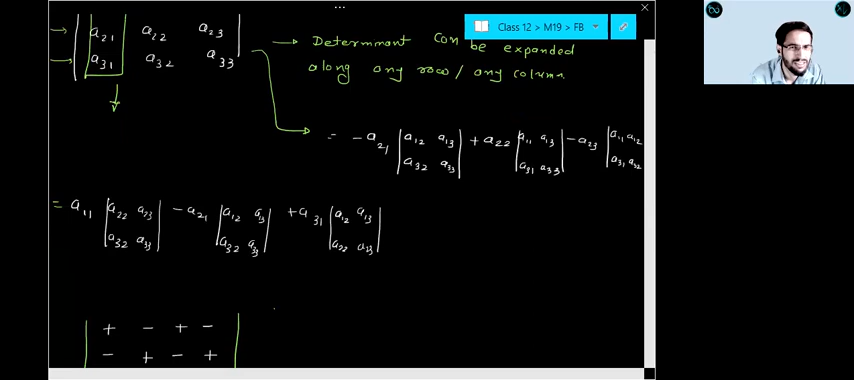 a21 a22 a23
a31 a32 a33
→ Determinant can be expanded
along any row/ any column
= -a21 |a12 a13| + a22 |a11 a13| - a23 |a11 a12|
|a32 a33| |a31 a33| |a31 a32|
= a11 |a22 a23| - a21 |a12 a13| + a31 |a12 a13|
|a32 a33| |a32 a33| |a22 a23|
+ - + -
- + - +
Class 12 > M19 > FB